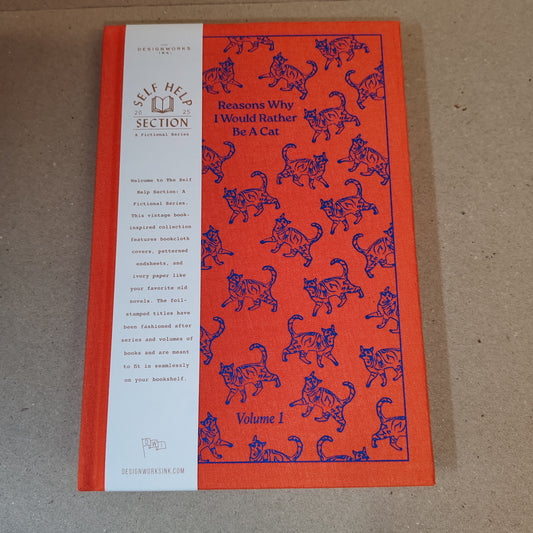 DESIGNWORKS
INK
SELF HELP
20 25
SECTION
A Fictional Series
Welcome to The Self
Help Section: A
Fictional Series.
This vintage book-
inspired collection
features bookcloth
covers, patterned
endsheets, and
ivory paper like
your favorite old
novels. The foil-
stamped titles have
been fashioned after
series and volumes of
books and are meant
to fit in seamlessly
on your bookshelf.
DESIGNWORKSINK.COM
Reasons Why
I Would Rather
Be A Cat
Volume 1